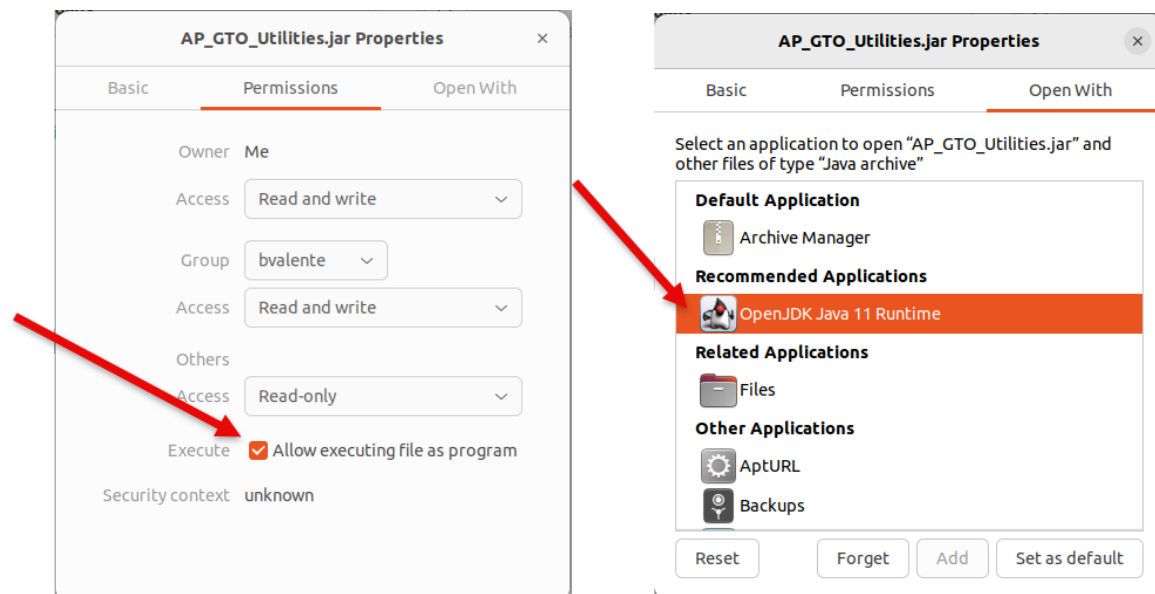 AP_GTO_Utilities.jar Properties
Basic
Permissions
Open With
Owner Me
Access Read and write
Group bvalente
Access Read and write
Others
Access Read-only
Execute Allow executing file as program
Security context unknown
AP_GTO_Utilities.jar Properties
Basic
Permissions
Open With
Select an application to open “AP_GTO_Utilities.jar” and
other files of type “Java archive”
Default Application
Archive Manager
Recommended Applications
OpenJDK Java 11 Runtime
Related Applications
Files
Other Applications
AptURL
Backups
Reset
Forget
Add
Set as default